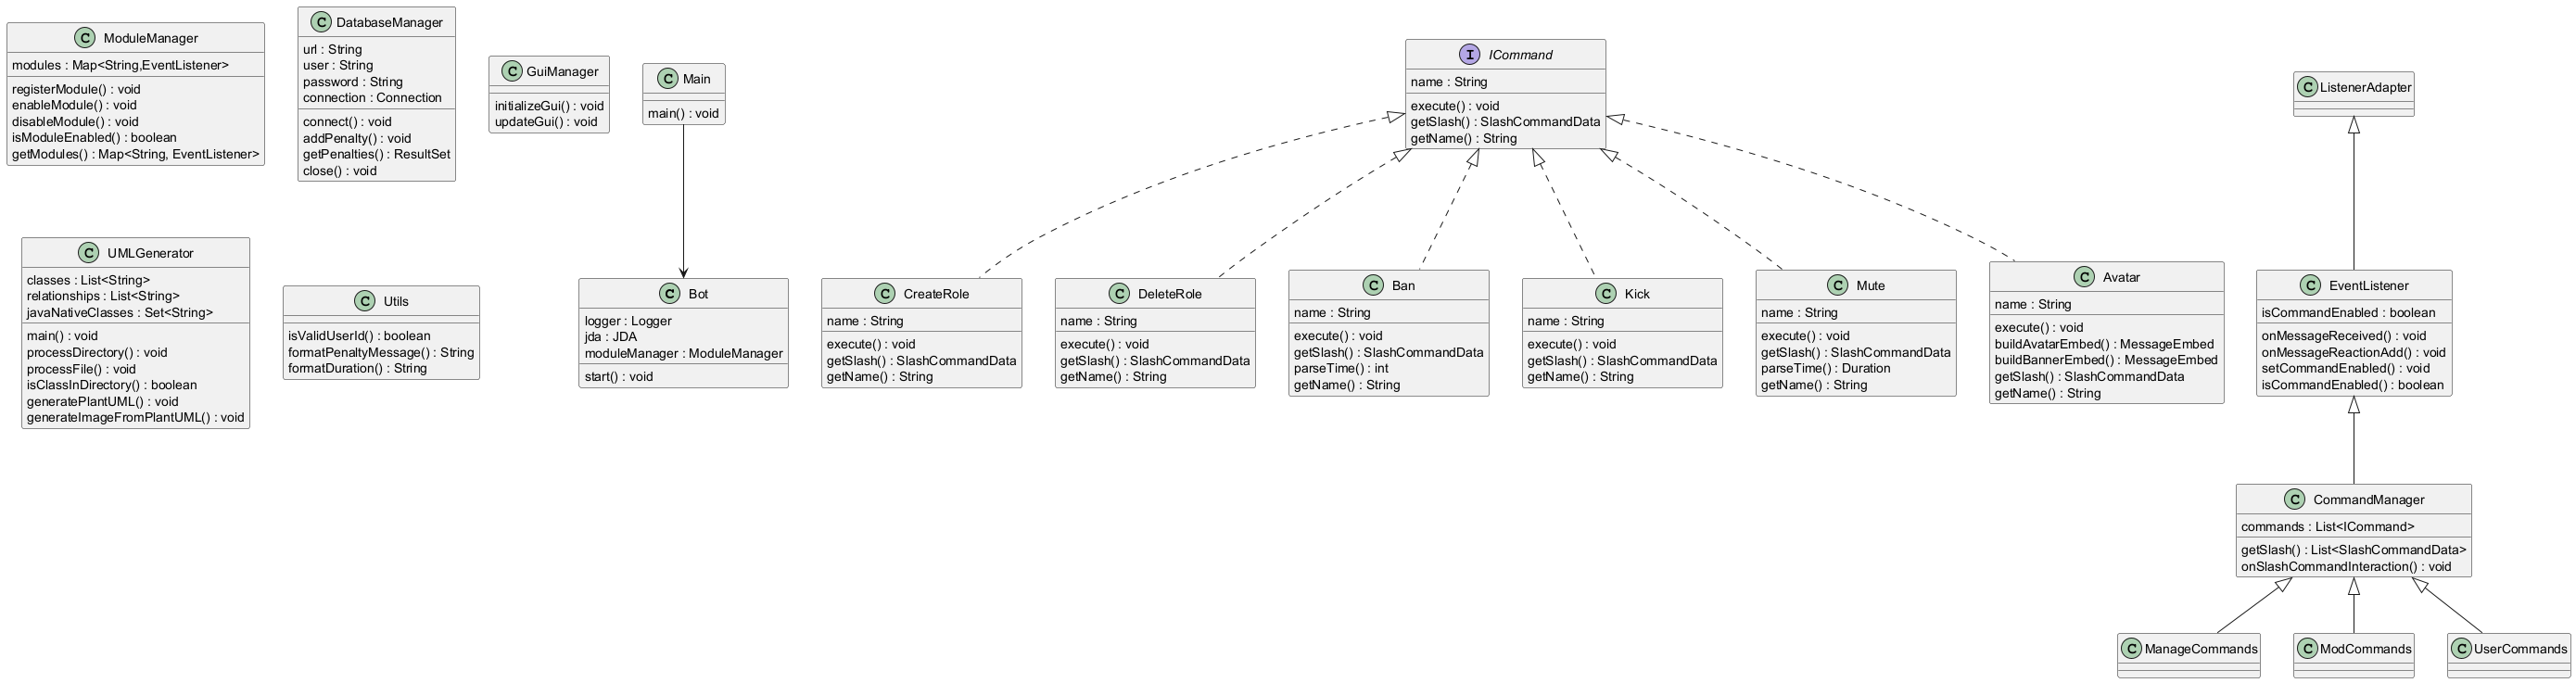 C ModuleManager
modules : Map<String,EventListener>
registerModule() : void
enableModule() : void
disableModule() : void
isModuleEnabled() : boolean
getModules() : Map<String, EventListener>
C DatabaseManager
url : String
user : String
password : String
connection : Connection
connect() : void
addPenalty() : void
getPenalties() : ResultSet
close() : void
C GuiManager
initializeGui() : void
updateGui() : void
C Main
main() : void
I ICommand
name : String
execute() : void
getSlash() : SlashCommandData
getName() : String
C ListenerAdapter
C UMLGenerator
classes : List<String>
relationships : List<String>
javaNativeClasses : Set<String>
main() : void
processDirectory() : void
processFile() : void
isClassInDirectory() : boolean
generatePlantUML() : void
generateImageFromPlantUML() : void
C Utils
isValidUserId() : boolean
formatPenaltyMessage() : String
formatDuration() : String
C Bot
logger : Logger
jda : JDA
moduleManager : ModuleManager
start() : void
C CreateRole
name : String
execute() : void
getSlash() : SlashCommandData
getName() : String
C DeleteRole
name : String
execute() : void
getSlash() : SlashCommandData
getName() : String
C Ban
name : String
execute() : void
getSlash() : SlashCommandData
parseTime() : int
getName() : String
C Kick
name : String
execute() : void
getSlash() : SlashCommandData
getName() : String
C Mute
name : String
execute() : void
getSlash() : SlashCommandData
parseTime() : Duration
getName() : String
C Avatar
name : String
execute() : void
buildAvatarEmbed() : MessageEmbed
buildBannerEmbed() : MessageEmbed
getSlash() : SlashCommandData
getName() : String
C EventListener
isCommandEnabled : boolean
onMessageReceived() : void
onMessageReactionAdd() : void
setCommandEnabled() : void
isCommandEnabled() : boolean
C CommandManager
commands : List<ICommand>
getSlash() : List<SlashCommandData>
onSlashCommandInteraction() : void
C ManageCommands
C ModCommands
C UserCommands